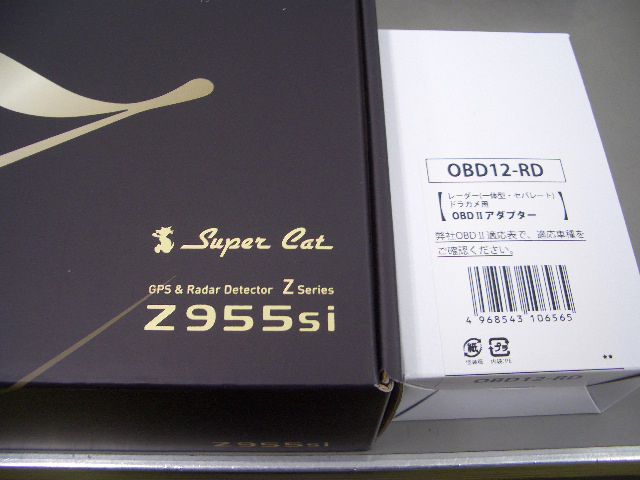 Super Cat
GPS & Radar Detector Z Series
Z955si
Z955si
OBD12-RD
レーダー(一体型・セパレート)
ドラカメ用
OBDⅡアダプター
弊社OBDⅡ適応表で、適応車種を
ご確認ください。
4 968543 106565
紙 プラ
OBD12-RD